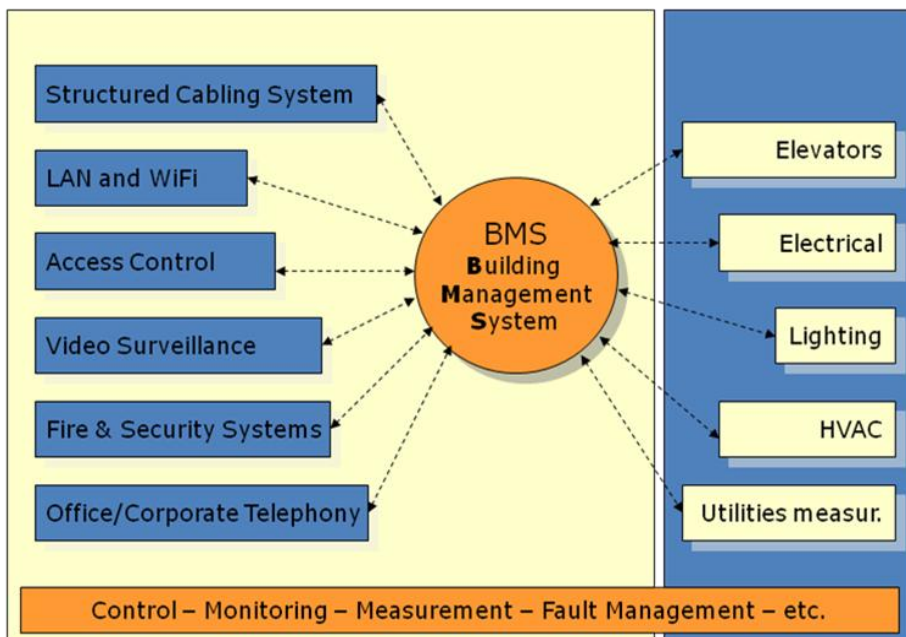 Structured Cabling System
LAN and WiFi
Access Control
Video Surveillance
Fire & Security Systems
Office/Corporate Telephony
BMS
Building
Management
System
Elevators
Electrical
Lighting
HVAC
Utilities measur.
Control – Monitoring – Measurement – Fault Management – etc.